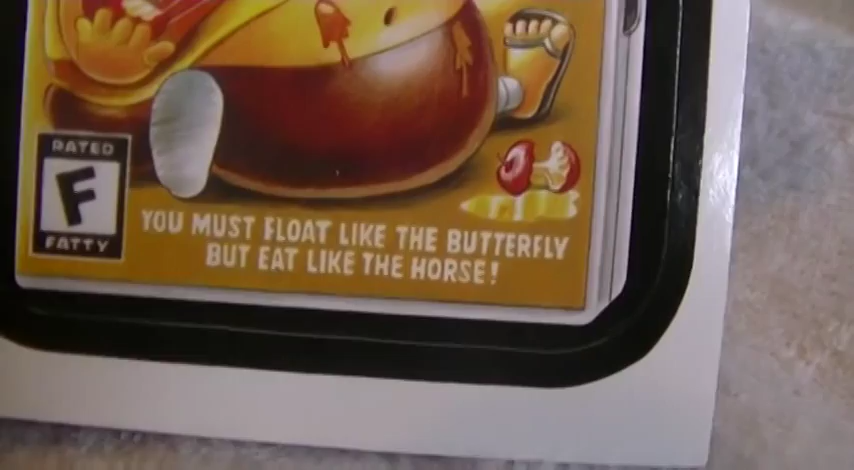 RATED
F
FATTY
YOU MUST FLOAT LIKE THE BUTTERFLY
BUT EAT LIKE THE HORSE!